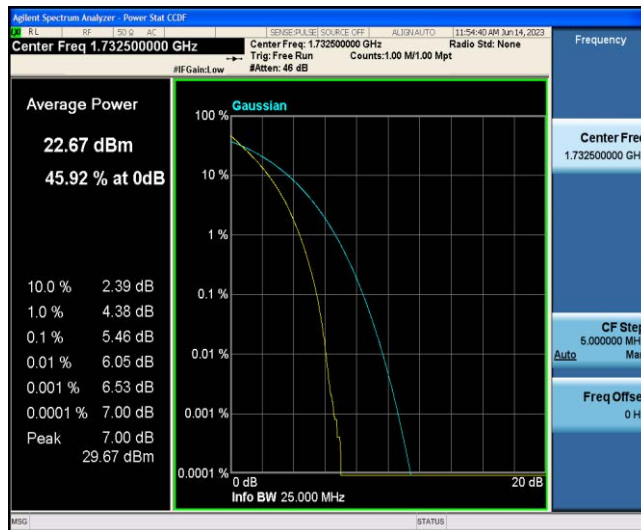 Agilent Spectrum Analyzer - Power Stat CCDF
RL RF 50 Ω AC SENSE:PULSE SOURCE OFF ALIGNAUTO 11:54:40 AM Jun 14, 2023
Center Freq 1.732500000 GHz
Center Freq: 1.732500000 GHz Radio Std: None
Trig: Free Run Counts:1.00 M/1.00 Mpt
#IFGain:Low #Atten: 46 dB
Frequency
Average Power
22.67 dBm
45.92 % at 0dB
10.0 % 2.39 dB
1.0 % 4.38 dB
0.1 % 5.46 dB
0.01 % 6.05 dB
0.001 % 6.53 dB
0.0001 % 7.00 dB
Peak 7.00 dB
29.67 dBm
Gaussian
100 %
10 %
1 %
0.1 %
0.01 %
0.001 %
0.0001 %
0 dB 20 dB
Info BW 25.000 MHz
Center Freq
1.732500000 GH
CF Step
5.000000 MH
Auto Ma
Freq Offse
0 H
MSG STATUS